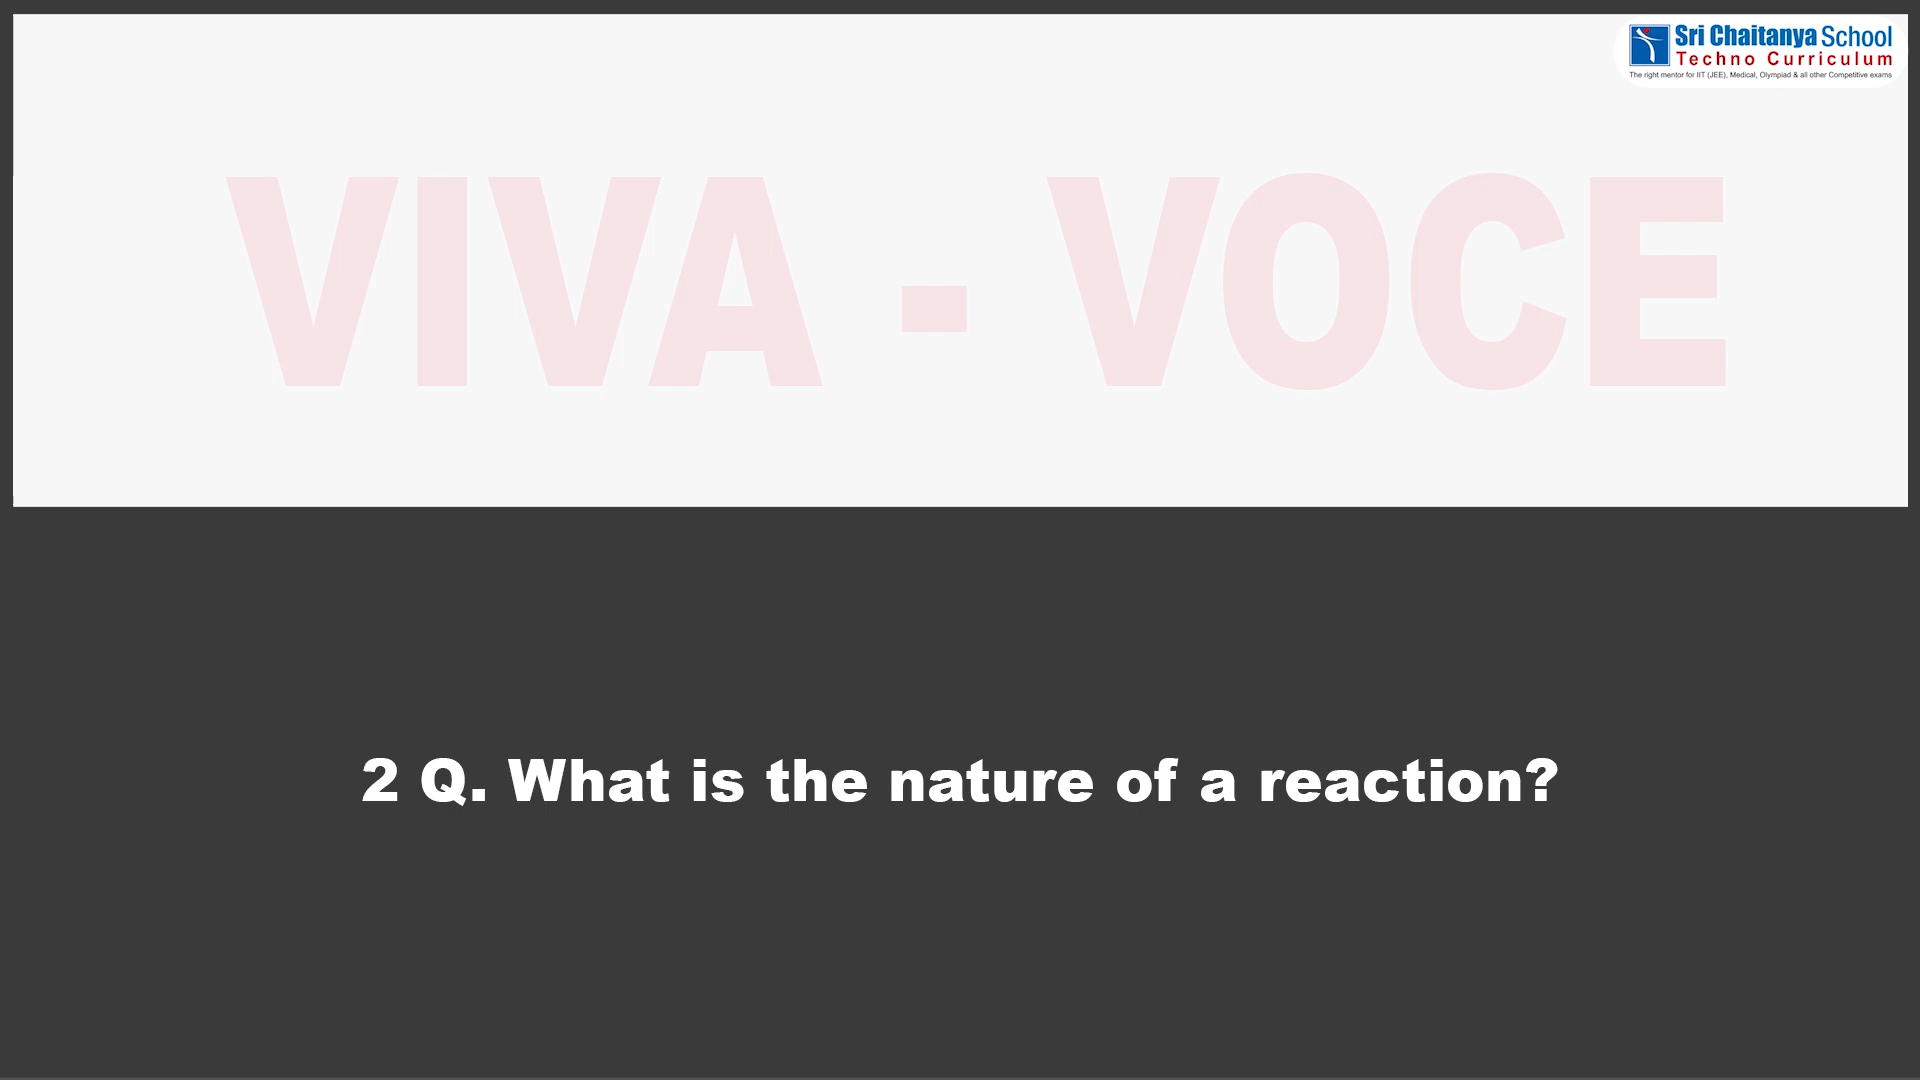 Sri Chaitanya School
Techno Curriculum
The right mentor for IIT (JEE), Medical, Olympiad & all other Competitive exams
VIVA - VOCE
2 Q. What is the nature of a reaction?